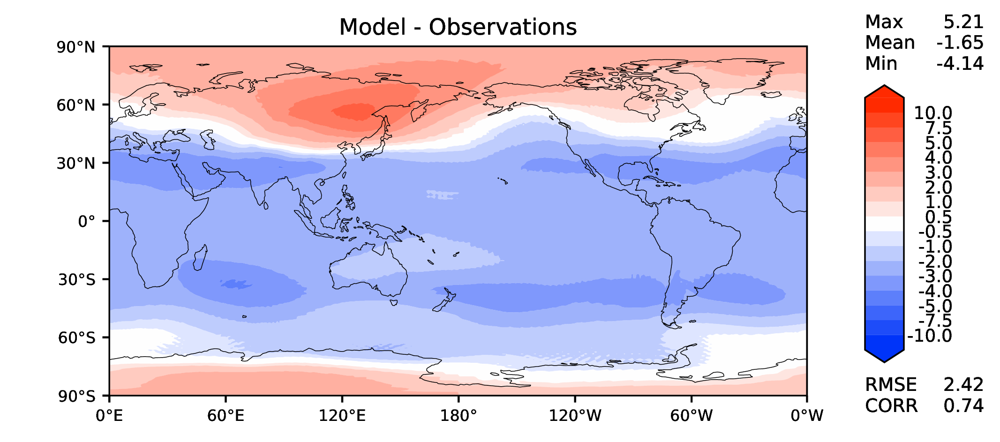 Model - Observations
Max 5.21
Mean -1.65
Min -4.14
90°N
60°N
30°N
0°
30°S
60°S
90°S
0°E 60°E 120°E 180° 120°W 60°W 0°W
10.0
7.5
5.0
4.0
3.0
2.0
1.0
0.5
-0.5
-1.0
-2.0
-3.0
-4.0
-5.0
-7.5
-10.0
RMSE 2.42
CORR 0.74